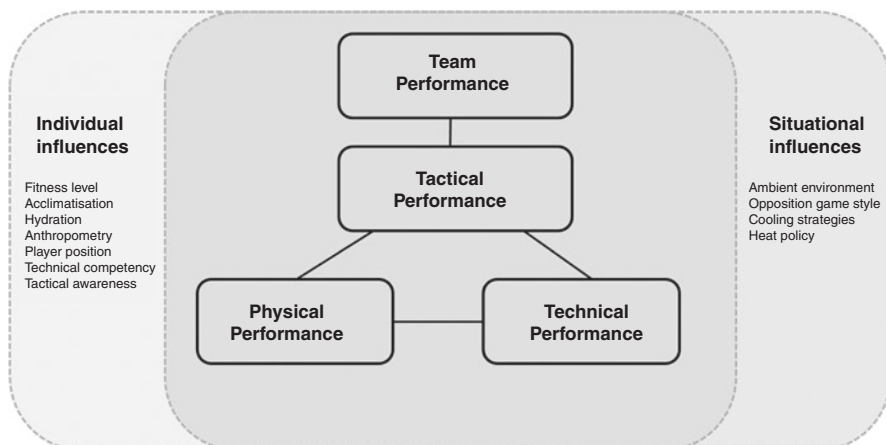 Team
Performance
Individual
influences
Fitness level
Acclimatisation
Hydration
Anthropometry
Player position
Technical competency
Tactical awareness
Tactical
Performance
Physical
Performance
Technical
Performance
Situational
influences
Ambient environment
Opposition game style
Cooling strategies
Heat policy